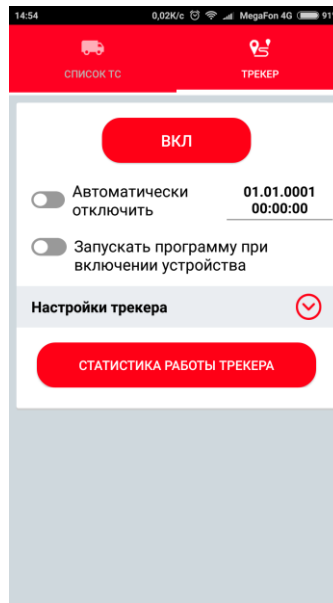 14:54 0,02K/c MegaFon 4G 91%
СПИСОК ТС ТРЕКЕР
ВКЛ
Автоматически
отключить
01.01.0001
00:00:00
Запускать программу при
включении устройства
Настройки трекера
СТАТИСТИКА РАБОТЫ ТРЕКЕРА